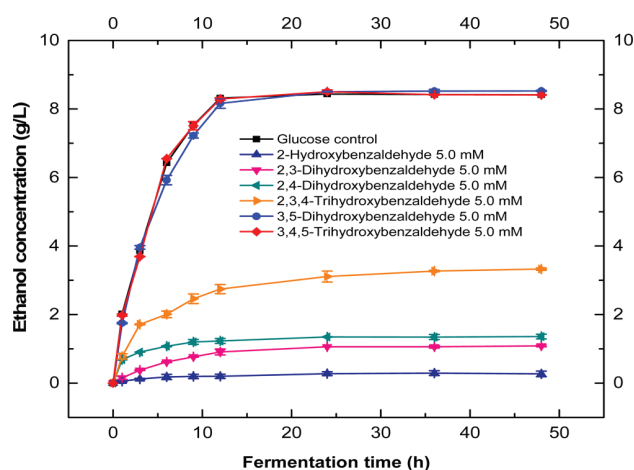 0 10 20 30 40 50
10 10
8 8
6 6
4 4
2 2
0 0
Ethanol concentration (g/L)
Glucose control
2-Hydroxybenzaldehyde 5.0 mM
2,3-Dihydroxybenzaldehyde 5.0 mM
2,4-Dihydroxybenzaldehyde 5.0 mM
2,3,4-Trihydroxybenzaldehyde 5.0 mM
3,5-Dihydroxybenzaldehyde 5.0 mM
3,4,5-Trihydroxybenzaldehyde 5.0 mM
0 10 20 30 40 50
Fermentation time (h)